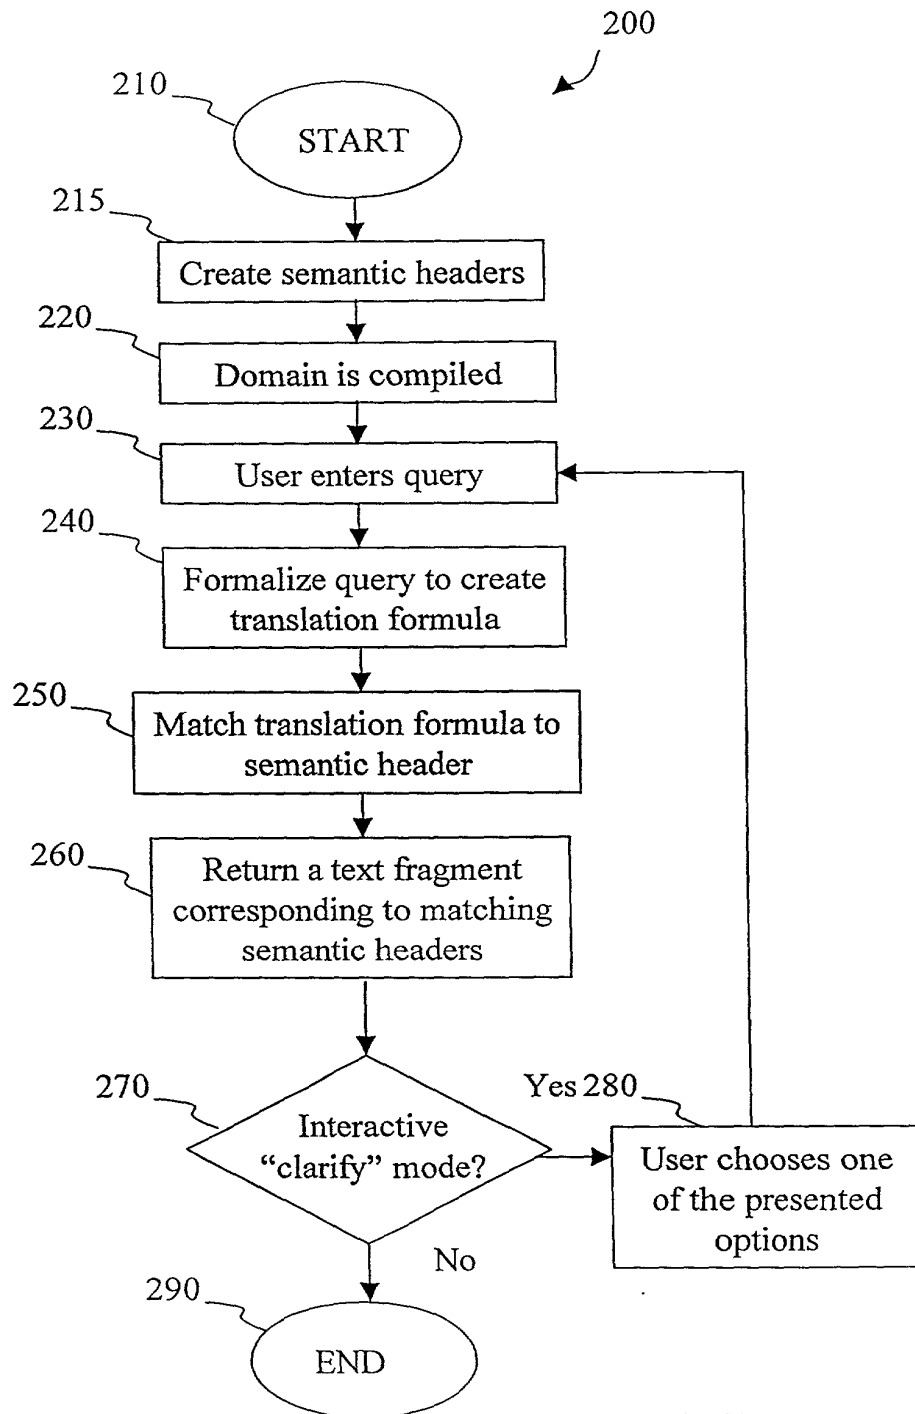 200
210
START
215
Create semantic headers
220
Domain is compiled
230
User enters query
240
Formalize query to create
translation formula
250
Match translation formula to
semantic header
260
Return a text fragment
corresponding to matching
semantic headers
270
Interactive
“clarify” mode?
Yes 280
User chooses one
of the presented
options
No
290
END